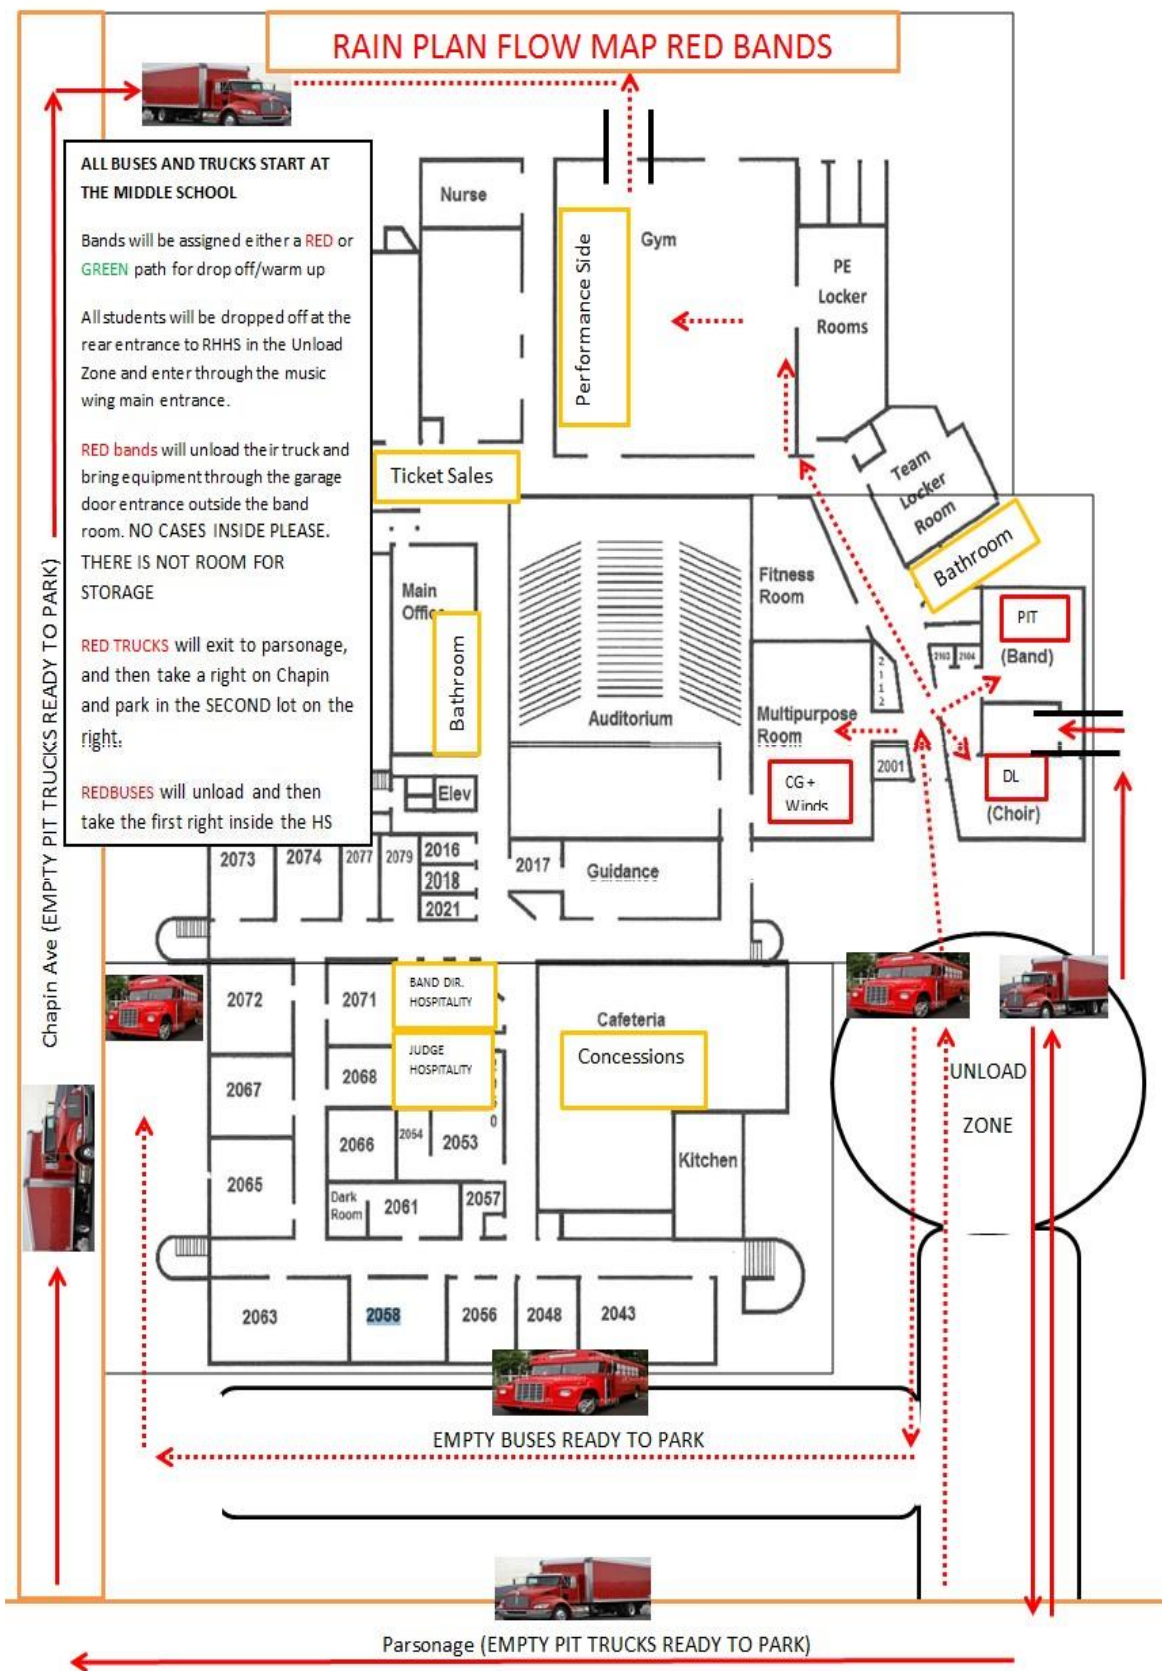 RAIN PLAN FLOW MAP RED BANDS
ALL BUSES AND TRUCKS START AT
THE MIDDLE SCHOOL
Bands will be assigned either a RED or
GREEN path for drop off/warm up
All students will be dropped off at the
rear entrance to RHHS in the Unload
Zone and enter through the music
wing main entrance.
RED bands will unload their truck and
bring equipment through the garage
door entrance outside the band
room. NO CASES INSIDE PLEASE.
THERE IS NOT ROOM FOR
STORAGE
RED TRUCKS will exit to parsonage,
and then take a right on Chapin
and park in the SECOND lot on the
right.
REDBUSES will unload and then
take the first right inside the HS
Chapin Ave (EMPTY PIT TRUCKS READY TO PARK)
Nurse
Performance Side
Gym
PE
Locker
Rooms
Ticket Sales
Team
Locker
Room
Bathroom
Main
Office
Bathroom
Auditorium
Fitness
Room
PIT
(Band)
2103
2104
2112
Multipurpose
Room
CG +
Winds
2001
DL
(Choir)
Elev
2073
2074
2077
2079
2016
2018
2021
2017
Guidance
2072
2071
BAND DIR.
HOSPITALITY
Cafeteria
2067
2068
JUDGE
HOSPITALITY
Concessions
UNLOAD
ZONE
2066
2054
2053
0
Kitchen
2065
Dark
Room
2061
2057
2063
2058
2056
2048
2043
EMPTY BUSES READY TO PARK
Parsonage (EMPTY PIT TRUCKS READY TO PARK)